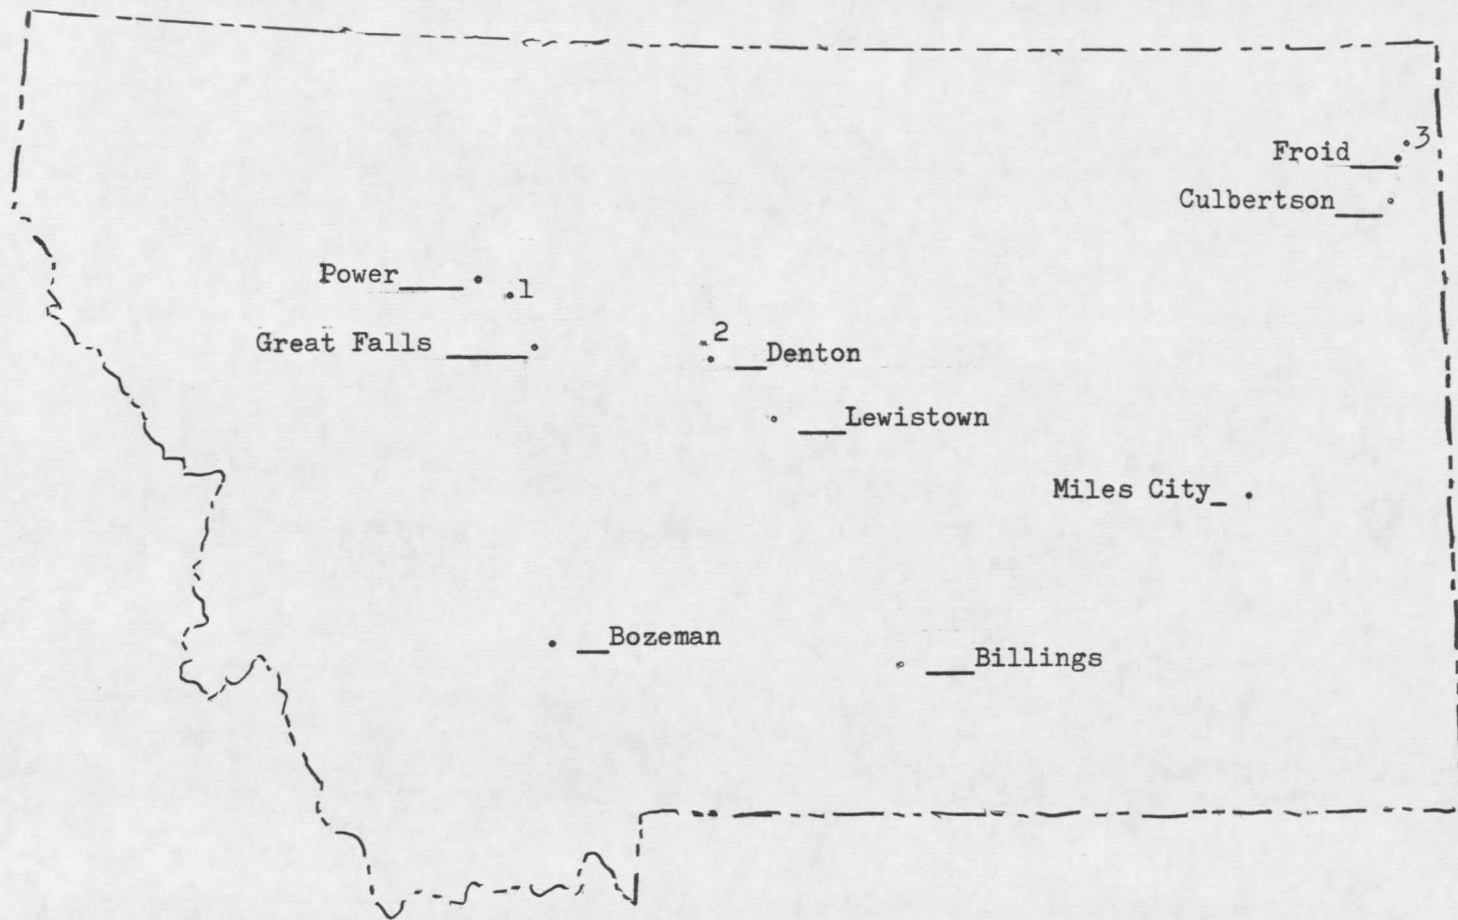 3
Froid
Culbertson
Power
1
Great Falls
2
Denton
Lewistown
Miles City
Bozeman
Billings